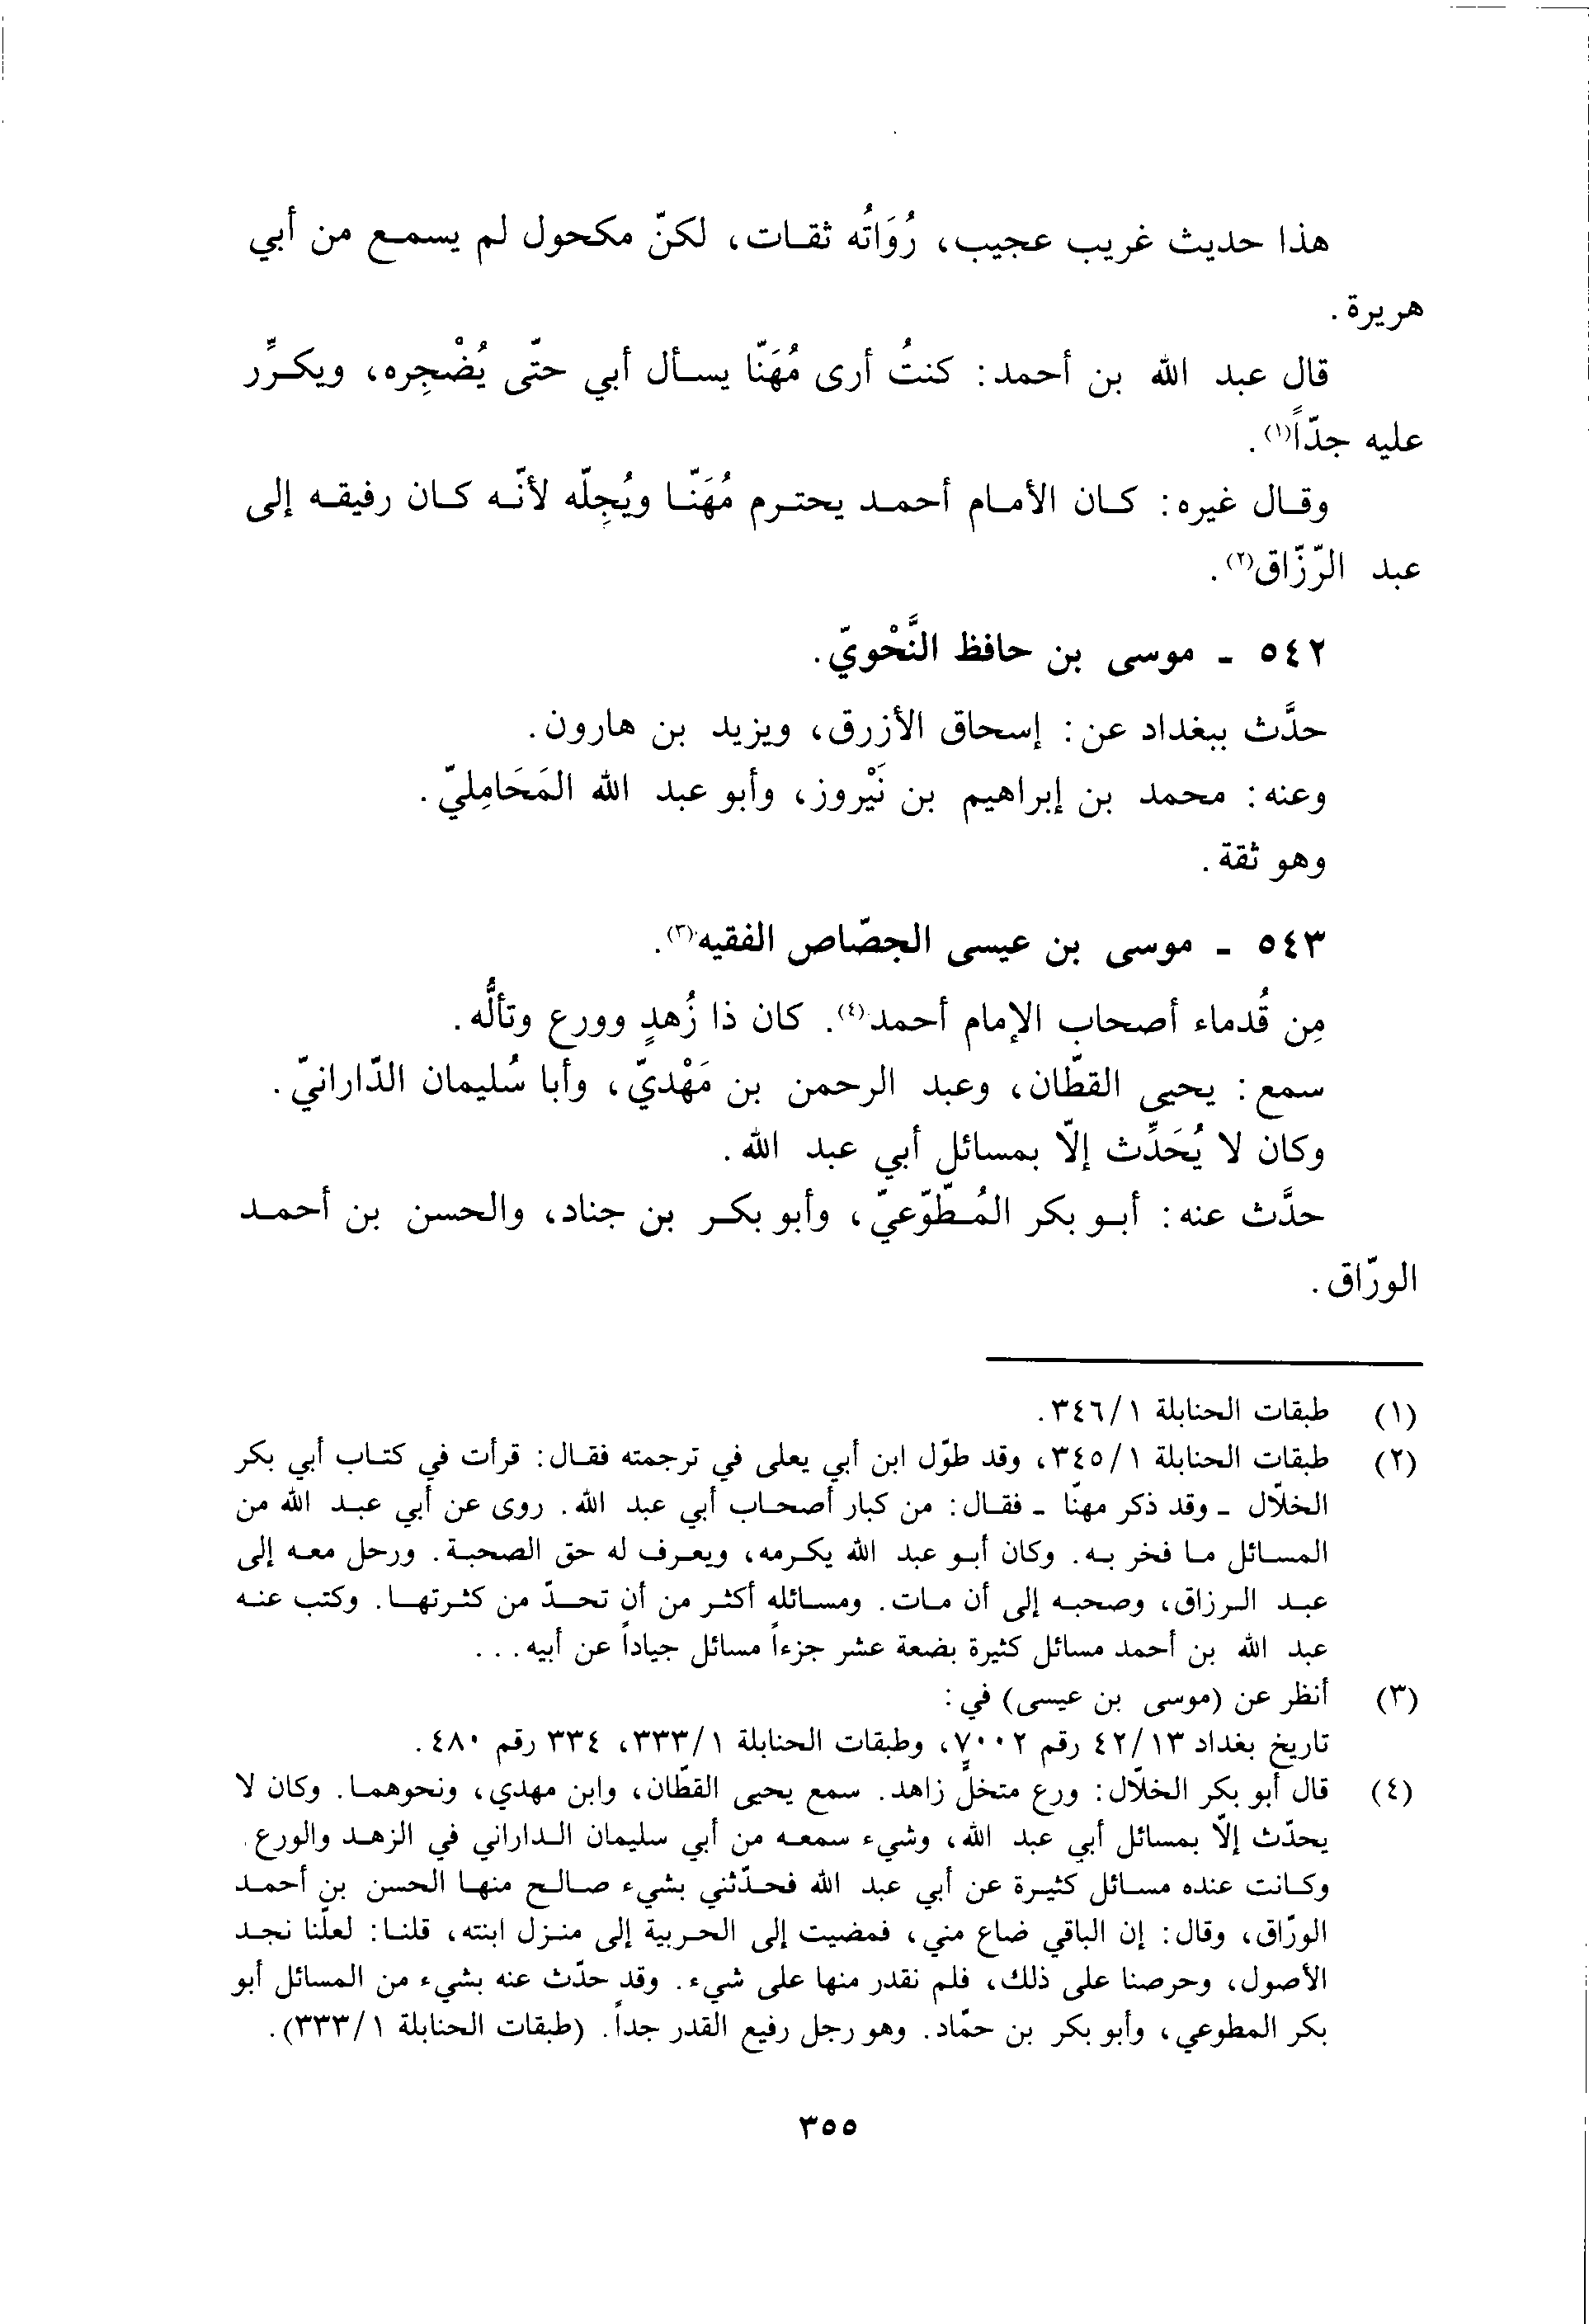 هذا حديث غريب عجيب، رُوَاتُه ثقات، لكنّ مكحول لم يسمع من أبي
هريرة.
قال عبد الله بن أحمد: كنتُ أرى مُهَنّا يسأل أبي حتّى يُضْجِره، ويكرِّر
عليه جدّاً(١).
وقال غيره: كان الأمام أحمد يحترم مُهَنّا ويُجِلّه لأنّه كان رفيقه إلى
عبد الرّزّاق(٢).
٥٤٢ - موسى بن حافظ النَّحْويّ.
حدَّث ببغداد عن: إسحاق الأزرق، ويزيد بن هارون.
وعنه: محمد بن إبراهيم بن نَيْروز، وأبو عبد الله المَحَامِليّ.
وهو ثقة.
٥٤٣ - موسى بن عيسى الجصّاص الفقيه(٣).
مِن قُدماء أصحاب الإمام أحمد(٤). كان ذا زُهدٍ وورع وتألُّه.
سمع: يحيى القطّان، وعبد الرحمن بن مَهْديّ، وأبا سُليمان الدّارانيّ.
وكان لا يُحَدِّث إلاّ بمسائل أبي عبد الله.
حدَّث عنه: أبو بكر المُطّوّعيّ، وأبو بكر بن جناد، والحسن بن أحمد
الورّاق.
(١) طبقات الحنابلة ٣٤٦/١.
(٢) طبقات الحنابلة ٣٤٥/١، وقد طوّل ابن أبي يعلى في ترجمته فقال: قرأت في كتاب أبي بكر
الخلاّل - وقد ذكر مهنّا - فقال: من كبار أصحاب أبي عبد الله. روى عن أبي عبد الله من
المسائل ما فخر به. وكان أبو عبد الله يكرمه، ويعرف له حق الصحبة. ورحل معه إلى
عبد الرزاق، وصحبه إلى أن مات. ومسائله أكثر من أن تحدّ من كثرتها. وكتب عنه
عبد الله بن أحمد مسائل كثيرة بضعة عشر جزءاً مسائل جياداً عن أبيه...
(٣) أنظر عن (موسى بن عيسى) في:
تاريخ بغداد ٤٢/١٣ رقم ٧٠٠٢، وطبقات الحنابلة ٣٣٣/١، ٣٣٤ رقم ٤٨٠.
(٤) قال أبو بكر الخلاّل: ورع متخلٍّ زاهد. سمع يحيى القطّان، وابن مهدي، ونحوهما. وكان لا
يحدّث إلاّ بمسائل أبي عبد الله، وشيء سمعه من أبي سليمان الداراني في الزهد والورع.
وكانت عنده مسائل كثيرة عن أبي عبد الله فحدّثني بشيء صالح منها الحسن بن أحمد
الورّاق، وقال: إن الباقي ضاع مني، فمضيت إلى الحربية إلى منزل ابنته، قلنا: لعلّنا نجد
الأصول، وحرصنا على ذلك، فلم نقدر منها على شيء. وقد حدّث عنه بشيء من المسائل أبو
بكر المطوعي، وأبو بكر بن حمّاد. وهو رجل رفيع القدر جداً. (طبقات الحنابلة ٣٣٣/١).
٣٥٥